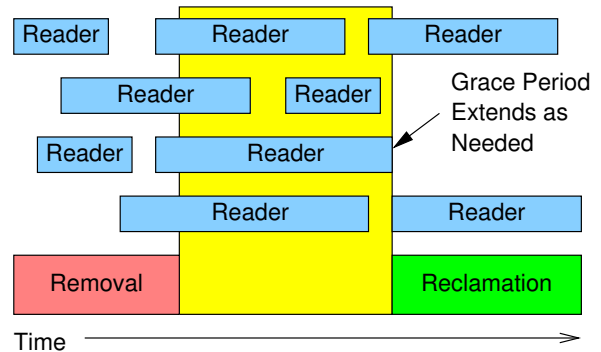 Reader
Reader
Reader
Reader
Reader
Grace Period
Extends as
Needed
Reader
Reader
Reader
Reader
Removal
Reclamation
Time